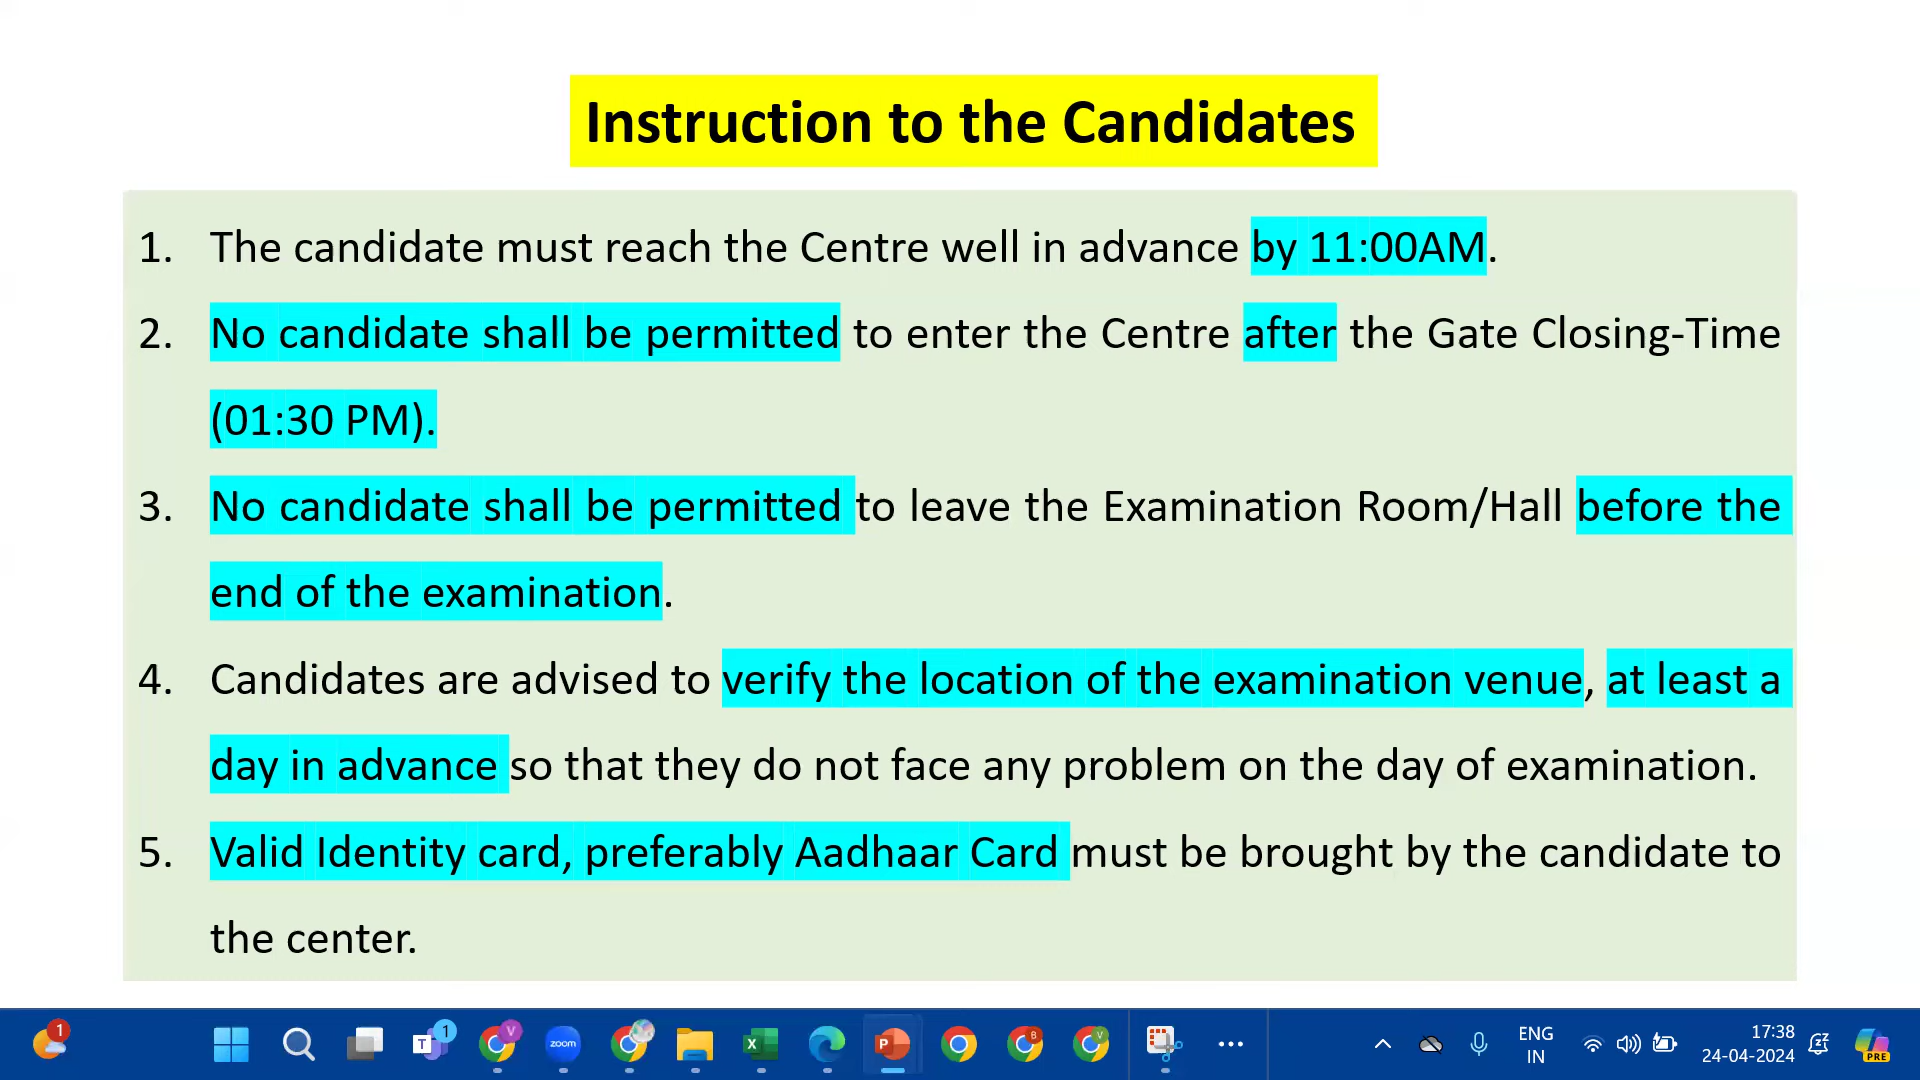 Instruction to the Candidates
1. The candidate must reach the Centre well in advance by 11:00AM.
2. No candidate shall be permitted to enter the Centre after the Gate Closing-Time
(01:30 PM).
3. No candidate shall be permitted to leave the Examination Room/Hall before the
end of the examination.
4. Candidates are advised to verify the location of the examination venue, at least a
day in advance so that they do not face any problem on the day of examination.
5. Valid Identity card, preferably Aadhaar Card must be brought by the candidate to
the center.
1
T 1
V
zoom
X
P
B
V
ENG
IN
17:38
24-04-2024
PRE